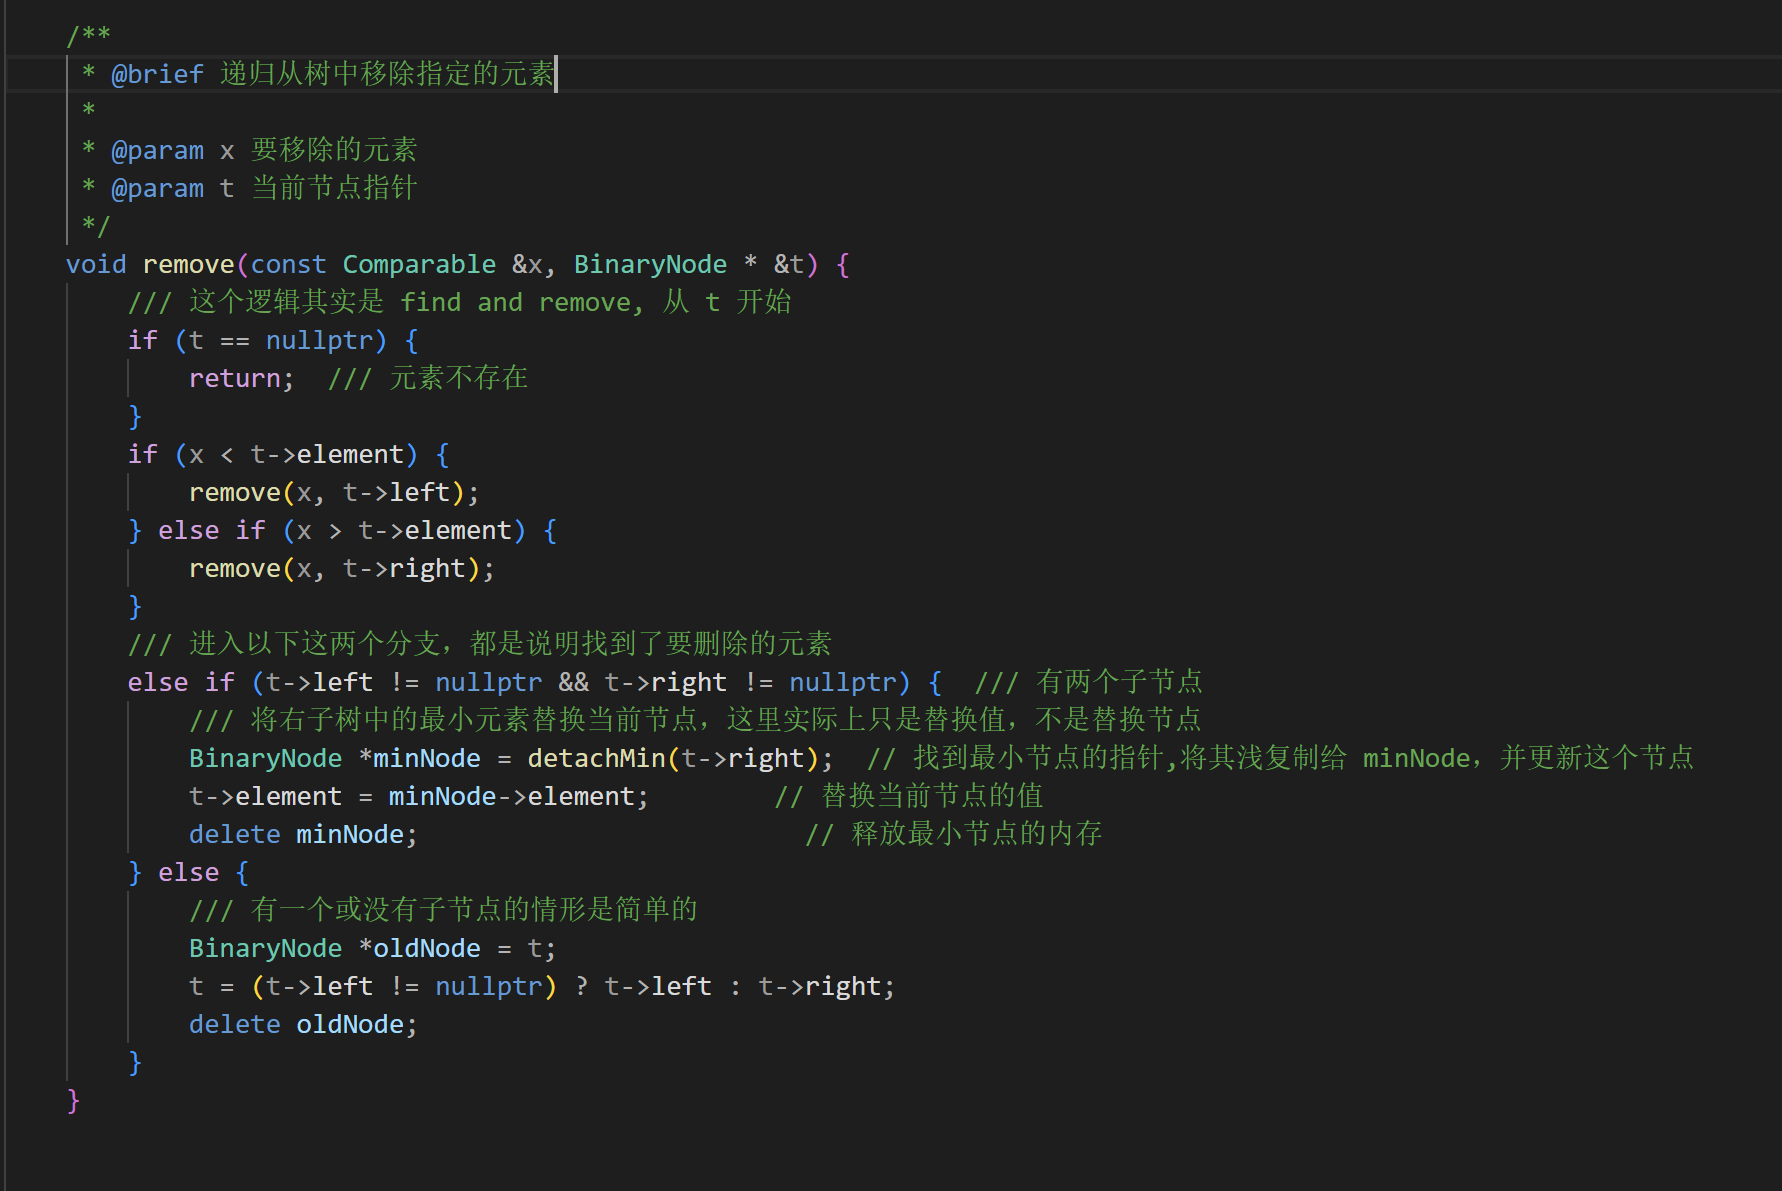 /**
 * @brief 递归从树中移除指定的元素
 *
 * @param x 要移除的元素
 * @param t 当前节点指针
 */
void remove(const Comparable &x, BinaryNode * &t) {
    /// 这个逻辑其实是 find and remove, 从 t 开始
    if (t == nullptr) {
        return;  /// 元素不存在
    }
    if (x < t->element) {
        remove(x, t->left);
    } else if (x > t->element) {
        remove(x, t->right);
    }
    /// 进入以下这两个分支，都是说明找到了要删除的元素
    else if (t->left != nullptr && t->right != nullptr) {  /// 有两个子节点
        /// 将右子树中的最小元素替换当前节点，这里实际上只是替换值，不是替换节点
        BinaryNode *minNode = detachMin(t->right);  // 找到最小节点的指针,将其浅复制给 minNode，并更新这个节点
        t->element = minNode->element;        // 替换当前节点的值
        delete minNode;                         // 释放最小节点的内存
    } else {
        /// 有一个或没有子节点的情形是简单的
        BinaryNode *oldNode = t;
        t = (t->left != nullptr) ? t->left : t->right;
        delete oldNode;
    }
}